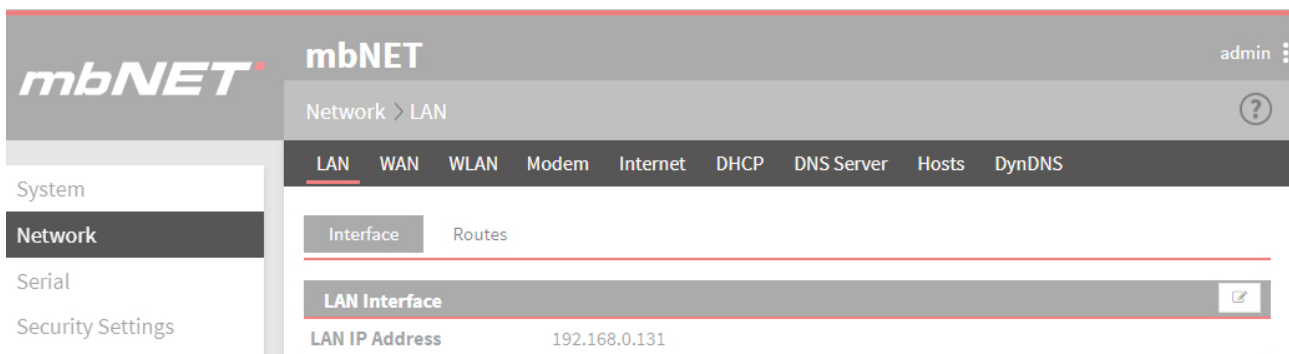 mbNET
mbNET
admin
Network > LAN
?
LAN WAN WLAN Modem Internet DHCP DNS Server Hosts DynDNS
System
Network
Serial
Security Settings
Interface Routes
LAN Interface
LAN IP Address 192.168.0.131